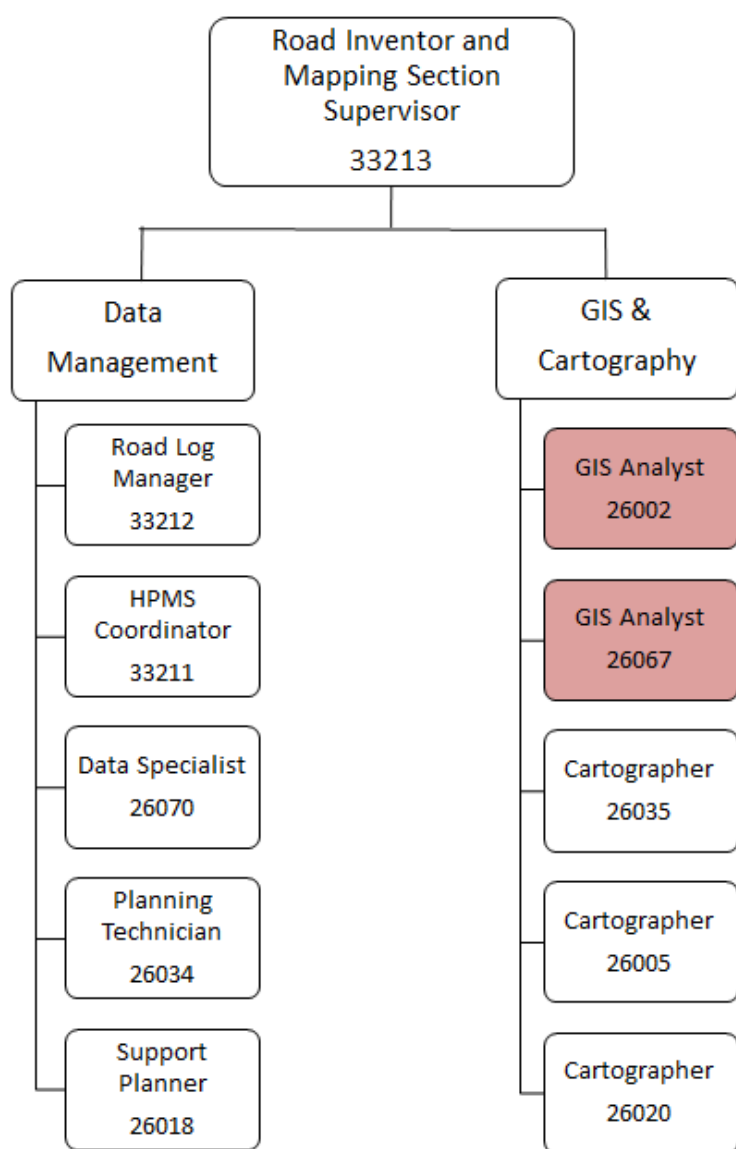 Road Inventor and
Mapping Section
Supervisor
33213
Data
Management
Road Log
Manager
33212
HPMS
Coordinator
33211
Data Specialist
26070
Planning
Technician
26034
Support
Planner
26018
GIS &
Cartography
GIS Analyst
26002
GIS Analyst
26067
Cartographer
26035
Cartographer
26005
Cartographer
26020